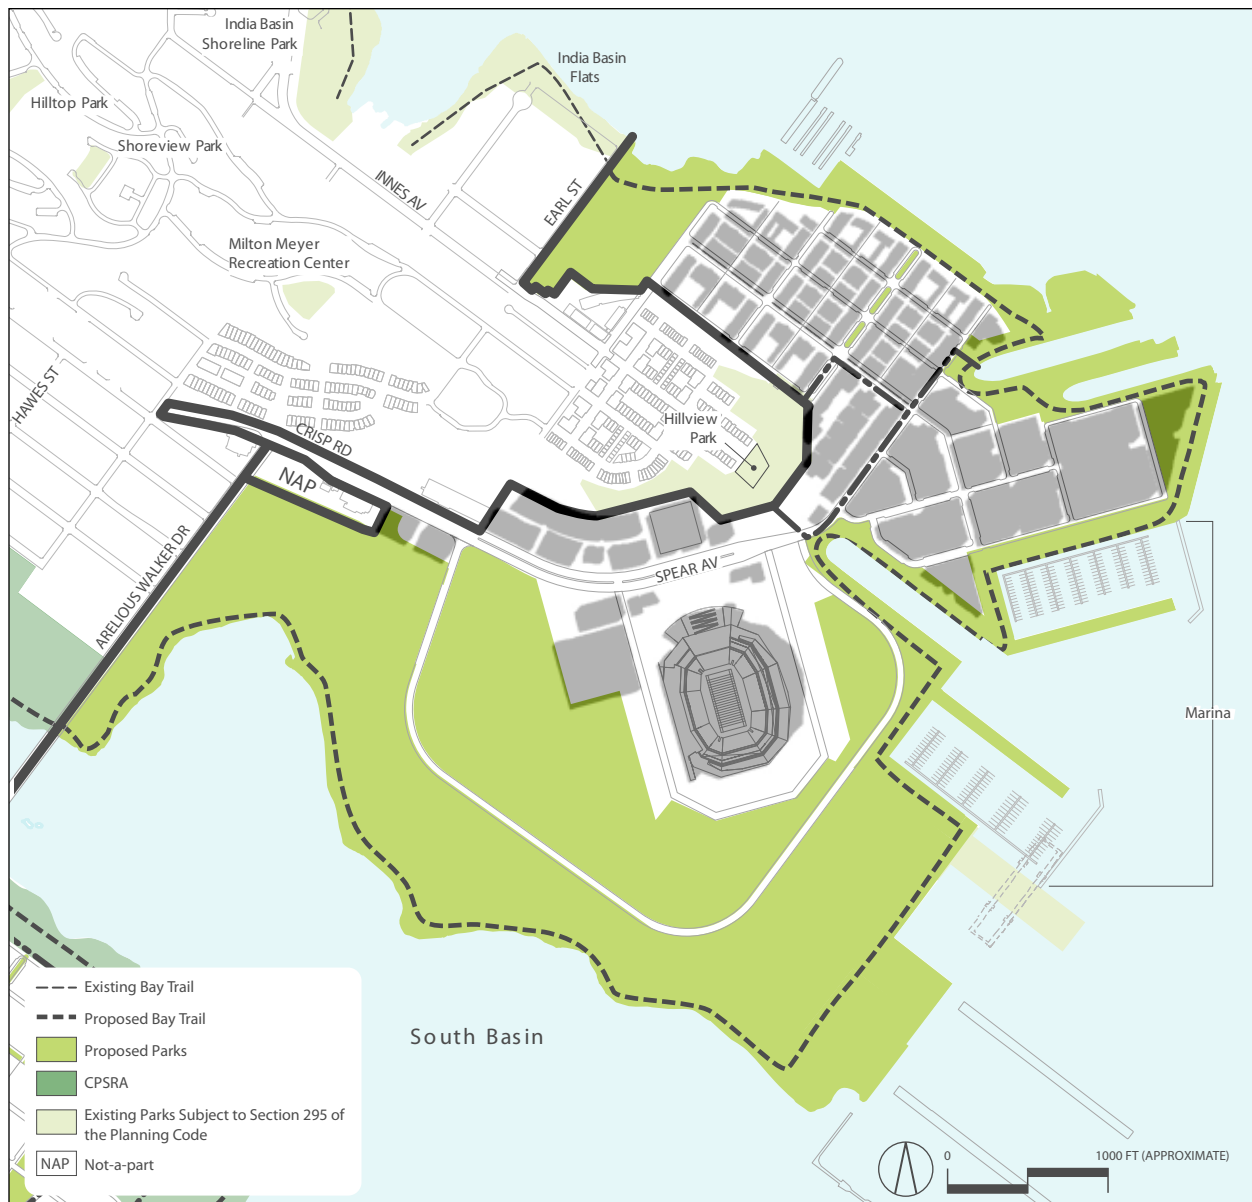 India Basin
Shoreline Park
India Basin
Flats
Hilltop Park
Shoreview Park
INNES AV
EARL ST
Milton Meyer
Recreation Center
HAWES ST
Hillview
Park
CRISP RD
NAP
SPEAR AV
ARELIOUS WALKER DR
Marina
South Basin
Existing Bay Trail
Proposed Bay Trail
Proposed Parks
CPSRA
Existing Parks Subject to Section 295 of
the Planning Code
NAP Not-a-part
0 1000 FT (APPROXIMATE)